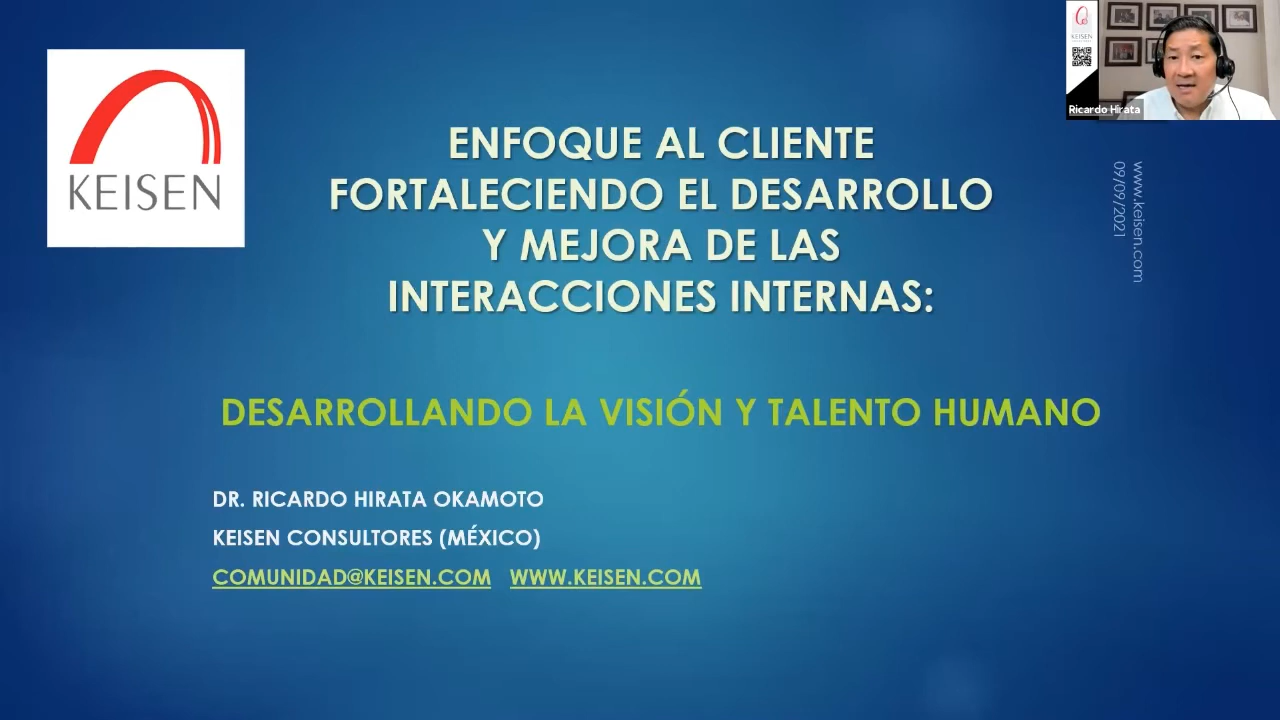 KEISEN
ENFOQUE AL CLIENTE
FORTALECIENDO EL DESARROLLO
Y MEJORA DE LAS
INTERACCIONES INTERNAS:
DESARROLLANDO LA VISIÓN Y TALENTO HUMANO
DR. RICARDO HIRATA OKAMOTO
KEISEN CONSULTORES (MÉXICO)
COMUNIDAD@KEISEN.COM WWW.KEISEN.COM
KEISEN
Ricardo Hirata
www.keisen.com
09/09/2021